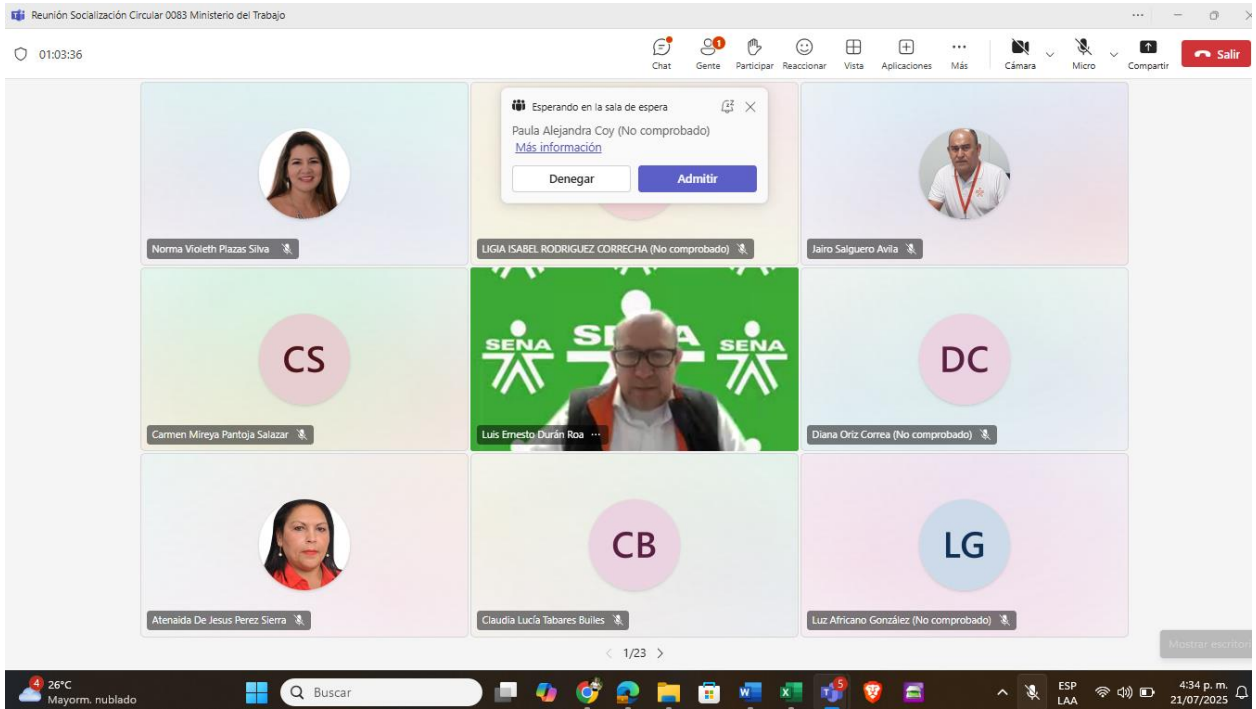 Reunión Socialización Circular 0083 Ministerio del Trabajo
01:03:36
Chat
Gente
1
Participar
Reaccionar
Vista
Aplicaciones
Más
Cámara
Micro
Compartir
Salir
Esperando en la sala de espera
Paula Alejandra Coy (No comprobado)
Más información
Denegar
Admitir
Norma Violeth Plazas Silva
LIGIA ISABEL RODRIGUEZ CORRECHA (No comprobado)
Jairo Salguero Avila
CS
SENA
SENA
DC
Carmen Mireya Pantoja Salazar
Luis Ernesto Durán Roa
Diana Oriz Correa (No comprobado)
CB
LG
Atenaida De Jesus Perez Sierra
Claudia Lucía Tabares Builes
Luz Africano González (No comprobado)
1/23
Mostrar escritori
4
26°C
Mayorm. nublado
Buscar
5
ESP
LAA
4:34 p. m.
21/07/2025